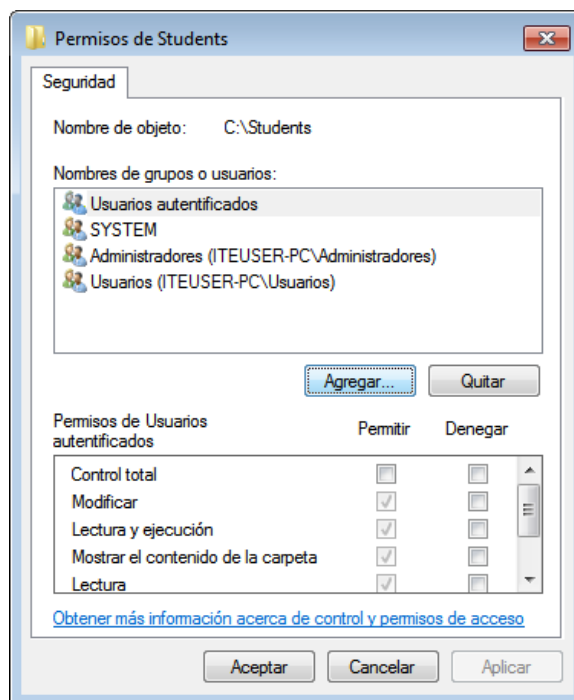 Permisos de Students
Seguridad
Nombre de objeto: C:\Students
Nombres de grupos o usuarios:
Usuarios autentificados
SYSTEM
Administradores (ITEUSER-PC\Administradores)
Usuarios (ITEUSER-PC\Usuarios)
Agregar... Quitar
Permisos de Usuarios
autentificados Permitir Denegar
Control total
Modificar
Lectura y ejecución
Mostrar el contenido de la carpeta
Lectura
Obtener más información acerca de control y permisos de acceso
Aceptar Cancelar Aplicar